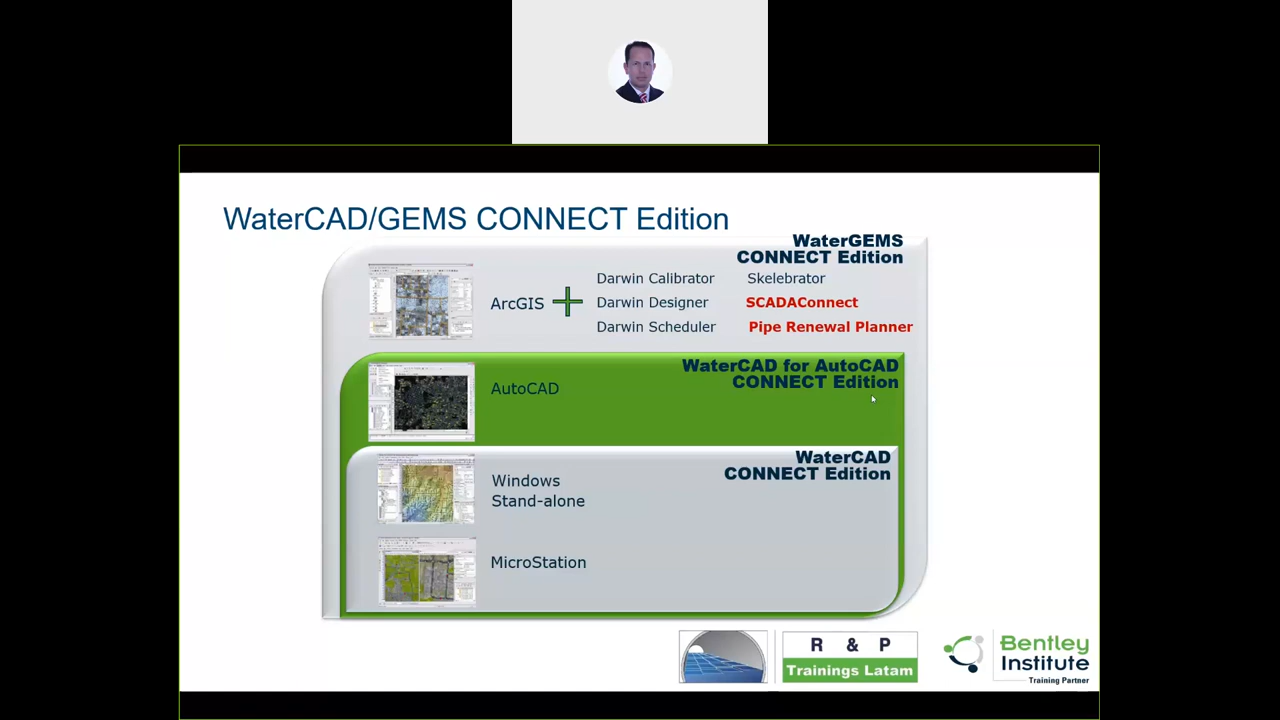 WaterCAD/GEMS CONNECT Edition
WaterGEMS
CONNECT Edition
ArcGIS
Darwin Calibrator
Skelebrator
Darwin Designer
SCADAConnect
Darwin Scheduler
Pipe Renewal Planner
WaterCAD for AutoCAD
CONNECT Edition
AutoCAD
WaterCAD
CONNECT Edition
Windows
Stand-alone
MicroStation
R & P
Trainings Latam
Bentley
Institute
Training Partner